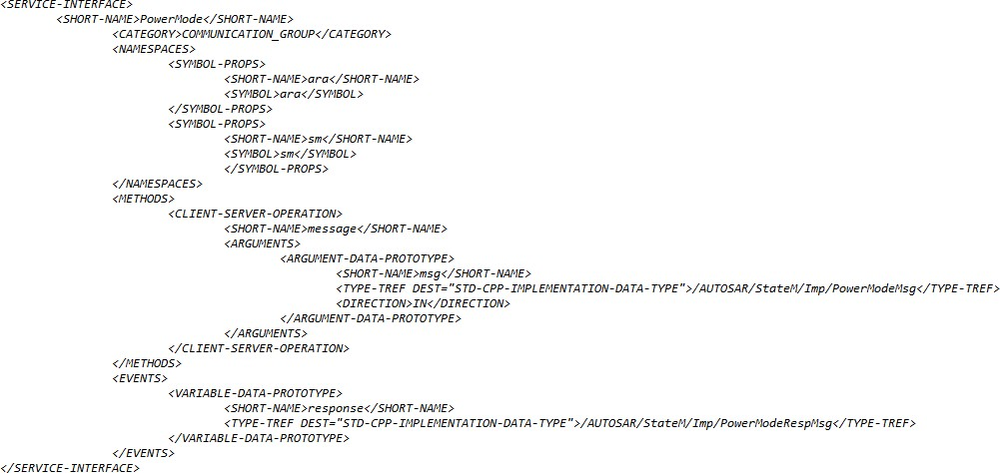 <SERVICE-INTERFACE>
<SHORT-NAME>PowerMode</SHORT-NAME>
<CATEGORY>COMMUNICATION_GROUP</CATEGORY>
<NAMESPACES>
<SYMBOL-PROPS>
<SHORT-NAME>ara</SHORT-NAME>
<SYMBOL>ara</SYMBOL>
</SYMBOL-PROPS>
<SYMBOL-PROPS>
<SHORT-NAME>sm</SHORT-NAME>
<SYMBOL>sm</SYMBOL>
</SYMBOL-PROPS>
</NAMESPACES>
<METHODS>
<CLIENT-SERVER-OPERATION>
<SHORT-NAME>message</SHORT-NAME>
<ARGUMENTS>
<ARGUMENT-DATA-PROTOTYPE>
<SHORT-NAME>msg</SHORT-NAME>
<TYPE-TREF DEST="STD-CPP-IMPLEMENTATION-DATA-TYPE">/AUTOSAR/StateM/Imp/PowerModeMsg</TYPE-TREF>
<DIRECTION>IN</DIRECTION>
</ARGUMENT-DATA-PROTOTYPE>
</ARGUMENTS>
</CLIENT-SERVER-OPERATION>
</METHODS>
<EVENTS>
<VARIABLE-DATA-PROTOTYPE>
<SHORT-NAME>response</SHORT-NAME>
<TYPE-TREF DEST="STD-CPP-IMPLEMENTATION-DATA-TYPE">/AUTOSAR/StateM/Imp/PowerModeRespMsg</TYPE-TREF>
</VARIABLE-DATA-PROTOTYPE>
</EVENTS>
</SERVICE-INTERFACE>